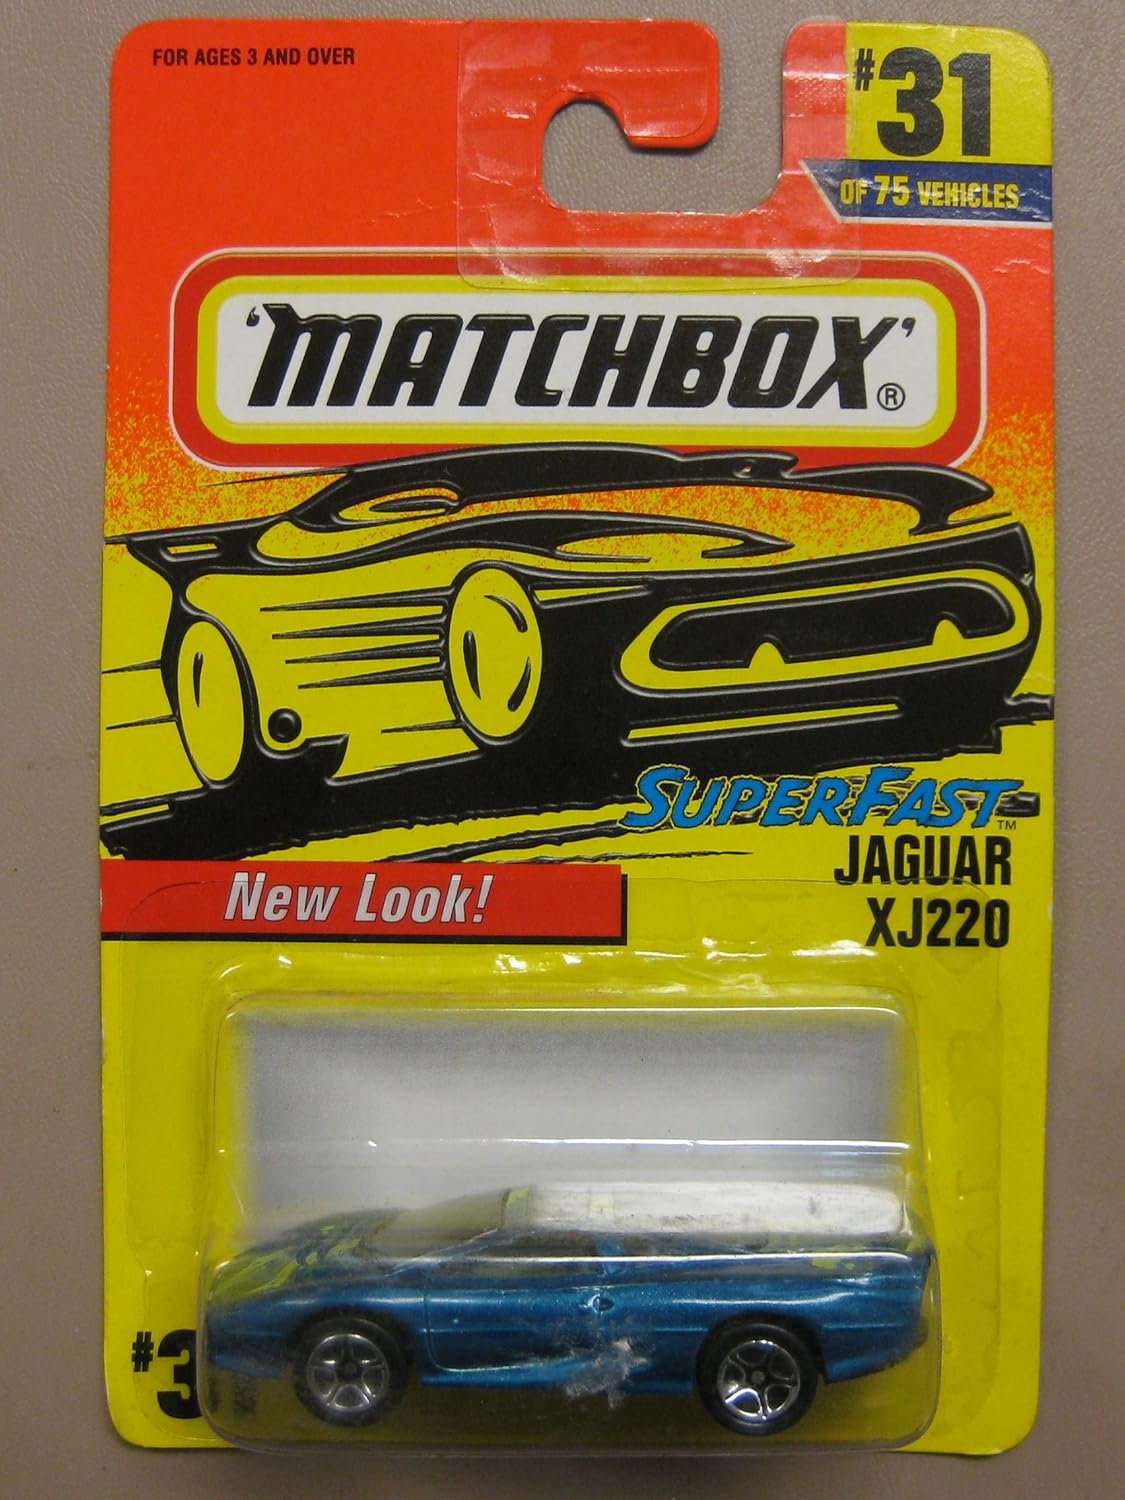 FOR AGES 3 AND OVER
#31
OF 75 VEHICLES
'MATCHBOX'®
SUPERFAST™
JAGUAR
XJ220
New Look!
#3